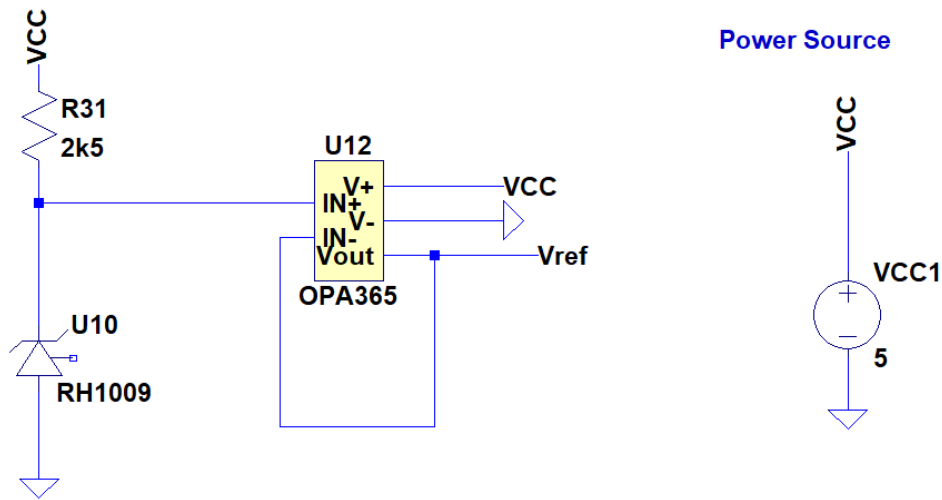 VCC
R31
2k5
U10
RH1009
U12
V+
IN+
V-
IN-
Vout
OPA365
VCC
Vref
Power Source
VCC
VCC1
5